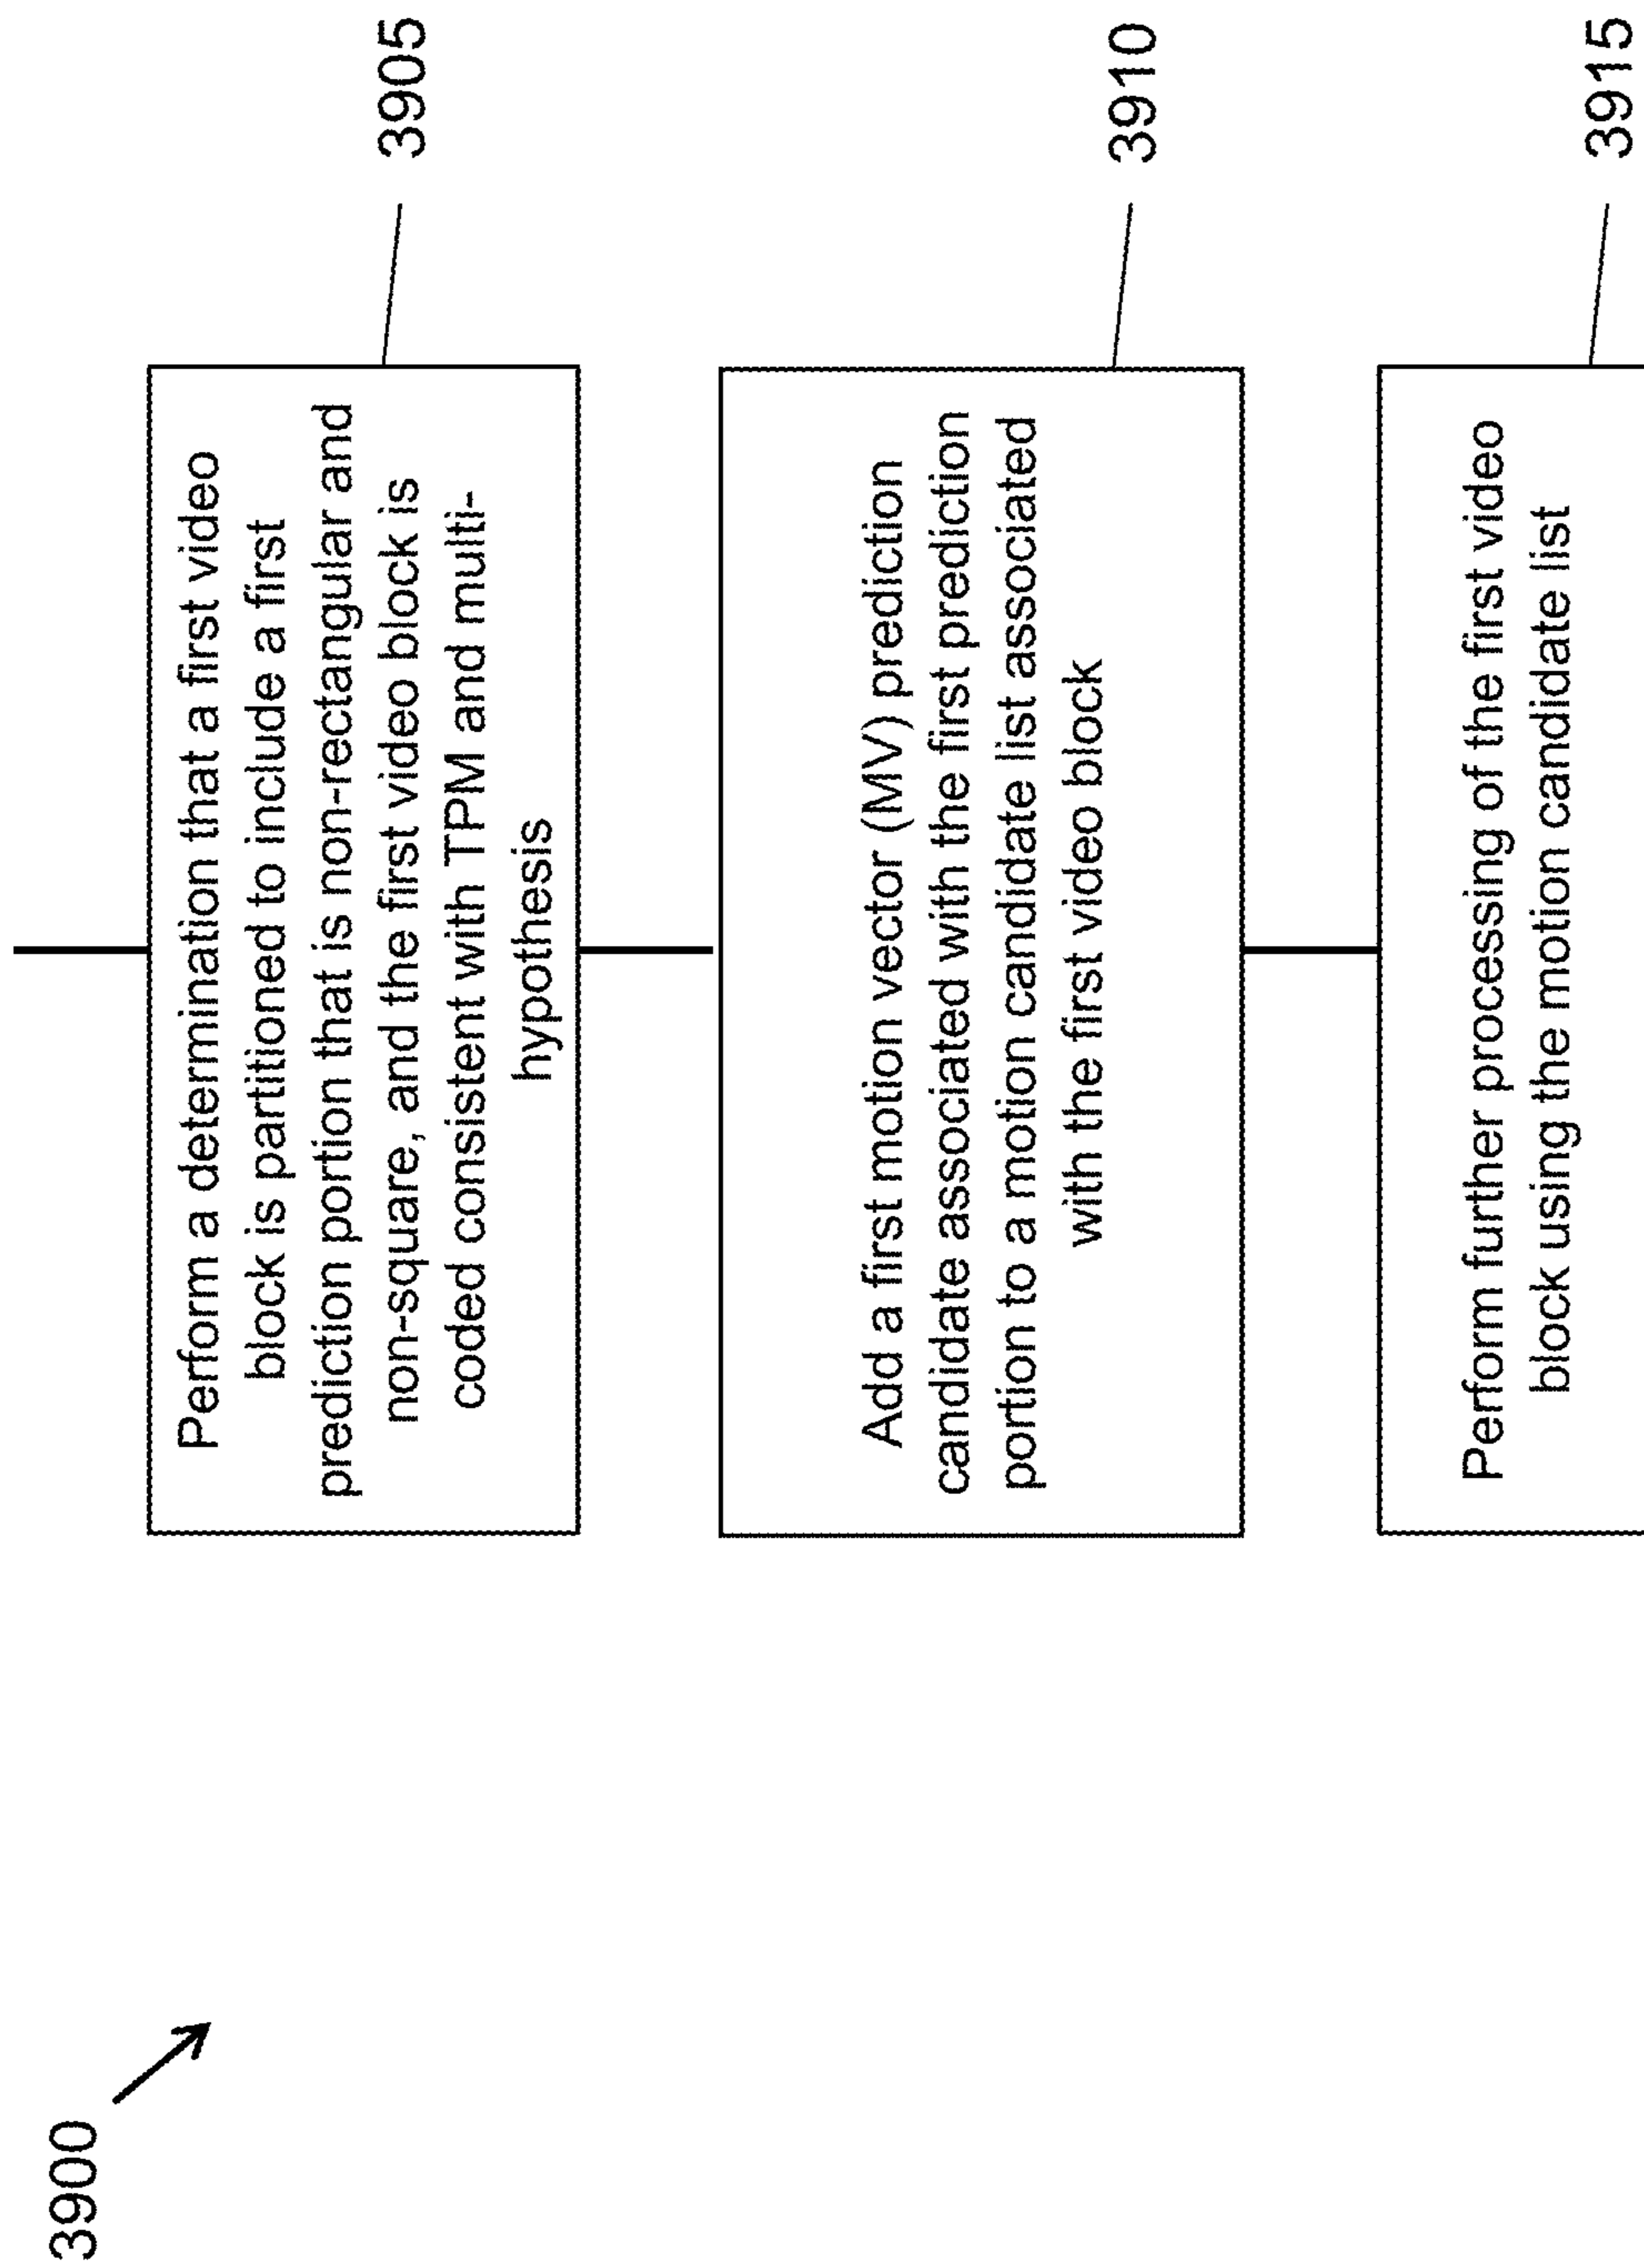 3900
Perform a determination that a first video
block is partitioned to include a first
prediction portion that is non-rectangular and
non-square, and the first video block is
coded consistent with TPM and multi-
hypothesis
3905
Add a first motion vector (MV) prediction
candidate associated with the first prediction
portion to a motion candidate list associated
with the first video block
3910
Perform further processing of the first video
block using the motion candidate list
3915